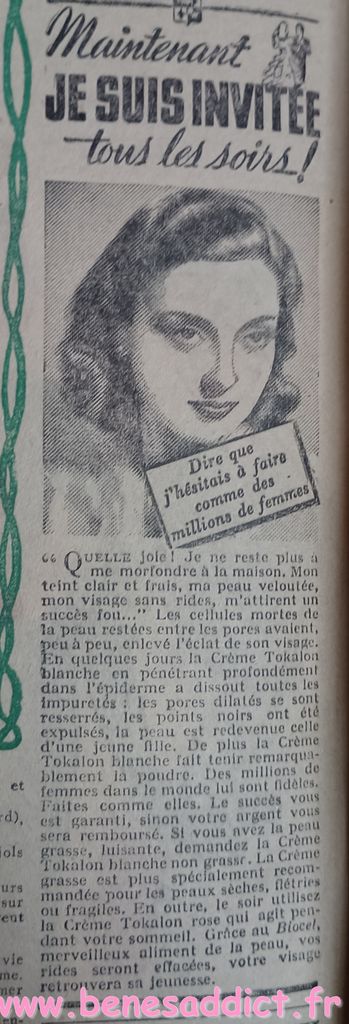 Maintenant
JE SUIS INVITÉE
tous les soirs!
Dire que
j'hésitais à faire
comme des
millions de femmes
“ QUELLE joie! Je ne reste plus à
me morfondre à la maison. Mon
teint clair et frais, ma peau veloutée,
mon visage sans rides, m'attirent un
succès fou...” Les cellules mortes de
la peau restées entre les pores avaient,
peu à peu, enlevé l'éclat de son visage.
En quelques jours la Crème Tokalon
blanche en pénétrant profondément
dans l'épiderme a dissout toutes les
impuretés : les pores dilatés se sont
resserrés, les points noirs ont été
expulsés, la peau est redevenue celle
d'une jeune fille. De plus la Crème
Tokalon blanche fait tenir remarqua-
blement la poudre. Des millions de
femmes dans le monde lui sont fidèles.
Faites comme elles. Le succès vous
est garanti, sinon votre argent vous
sera remboursé. Si vous avez la peau
grasse, luisante, demandez la Crème
Tokalon blanche non grasse. La Crème
grasse est plus spécialement recom-
mandée pour les peaux sèches, flétries
ou fragiles. En outre, le soir utilisez
la Crème Tokalon rose qui agit pen-
dant votre sommeil. Grâce au Biocel,
merveilleux aliment de la peau, vos
rides seront effacées, votre visage
retrouvera sa jeunesse.
et
rd),
jols
urs
sur
vent
vie
me.
mer
en-
www.benesaddict.fr